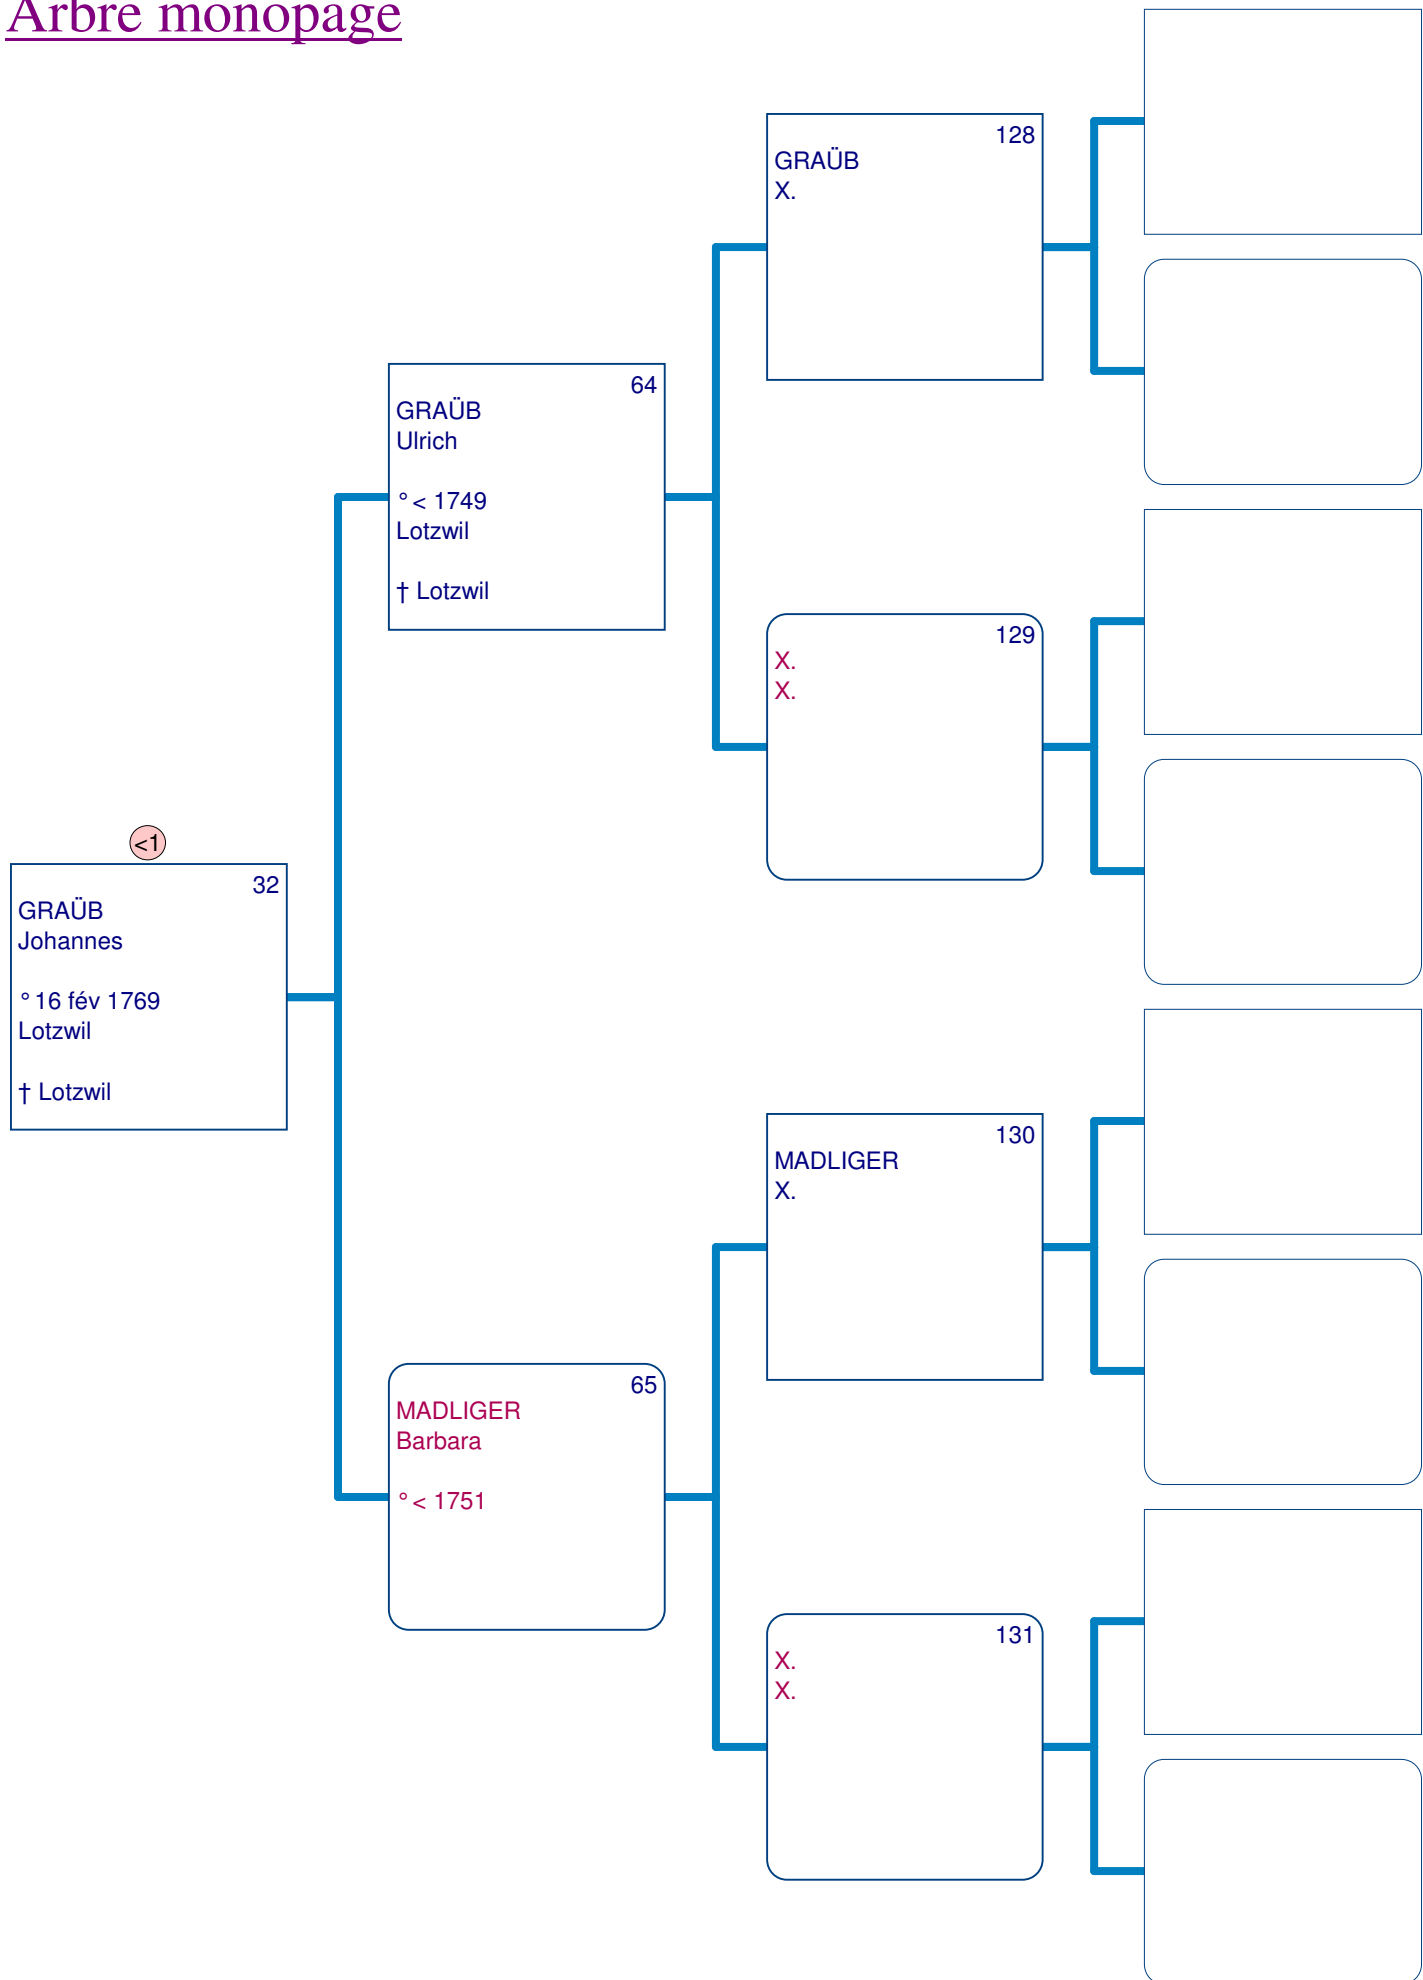 Arbre monopage
128
GRAÜB
X.
64
GRAÜB
Ulrich
° < 1749
Lotzwil
† Lotzwil
129
X.
X.
<1
32
GRAÜB
Johannes
° 16 fév 1769
Lotzwil
† Lotzwil
130
MADLIGER
X.
65
MADLIGER
Barbara
° < 1751
131
X.
X.